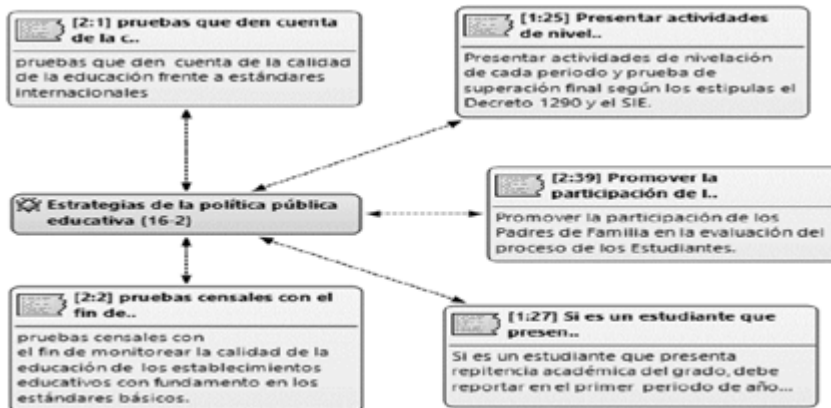 [2:1] pruebas que den cuenta
de la c..
pruebas que den cuenta de la calidad
de la educación frente a estándares
internacionales
[1:25] Presentar actividades
de nivel..
Presentar actividades de nivelación
de cada periodo y prueba de
superación final según los estipulas el
Decreto 1290 y el SIE.
Estrategias de la política pública
educativa {16-2}
[2:39] Promover la
participación de l..
Promover la participación de los
Padres de Familia en la evaluación del
proceso de los Estudiantes.
[2:2] pruebas censales con el
fin de..
pruebas censales con
el fin de monitorear la calidad de la
educación de los establecimientos
educativos con fundamento en los
estándares básicos.
[1:27] Si es un estudiante que
presen..
Si es un estudiante que presenta
repitencia académica del grado, debe
reportar en el primer periodo de año...